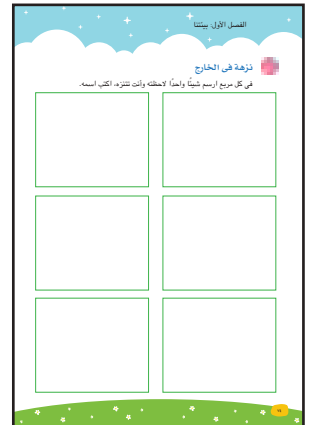 الفصل الأول: بيئتنا
نزهة في الخارج
في كل مربع ارسم شيئًا واحدًا لاحظته وأنت تتنزه، اكتب اسمه.